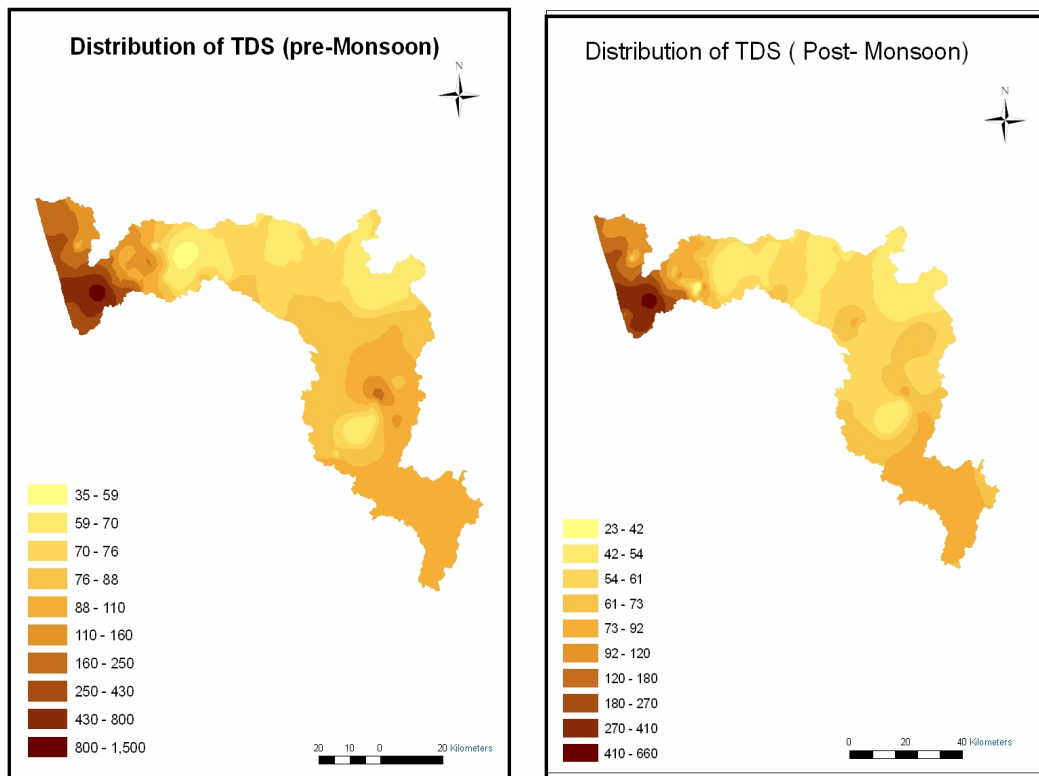 Distribution of TDS (pre-Monsoon)
N
35 - 59
59 - 70
70 - 76
76 - 88
88 - 110
110 - 160
160 - 250
250 - 430
430 - 800
800 - 1,500
20 10 0 20 Kilometers
Distribution of TDS ( Post- Monsoon)
N
23 - 42
42 - 54
54 - 61
61 - 73
73 - 92
92 - 120
120 - 180
180 - 270
270 - 410
410 - 660
0 20 40 Kilometers